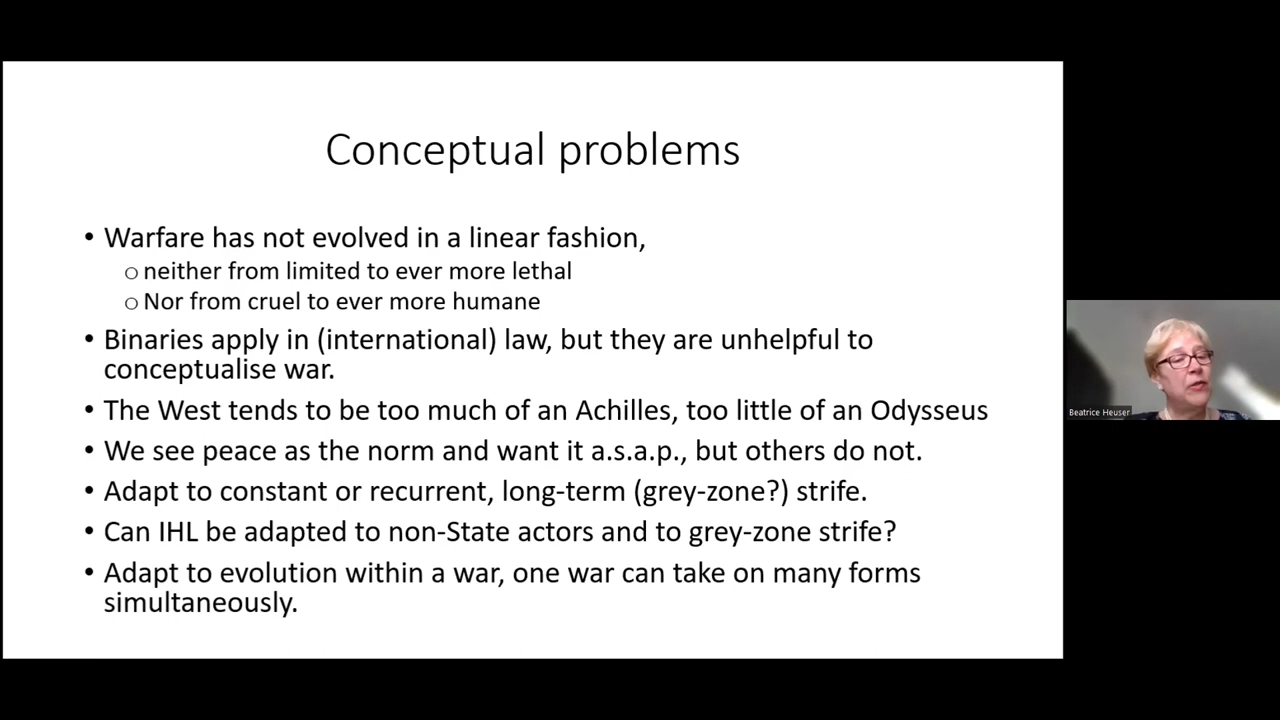 Conceptual problems
• Warfare has not evolved in a linear fashion,
o neither from limited to ever more lethal
o Nor from cruel to ever more humane
• Binaries apply in (international) law, but they are unhelpful to
conceptualise war.
• The West tends to be too much of an Achilles, too little of an Odysseus
• We see peace as the norm and want it a.s.a.p., but others do not.
• Adapt to constant or recurrent, long-term (grey-zone?) strife.
• Can IHL be adapted to non-State actors and to grey-zone strife?
• Adapt to evolution within a war, one war can take on many forms
simultaneously.
Beatrice Heuser